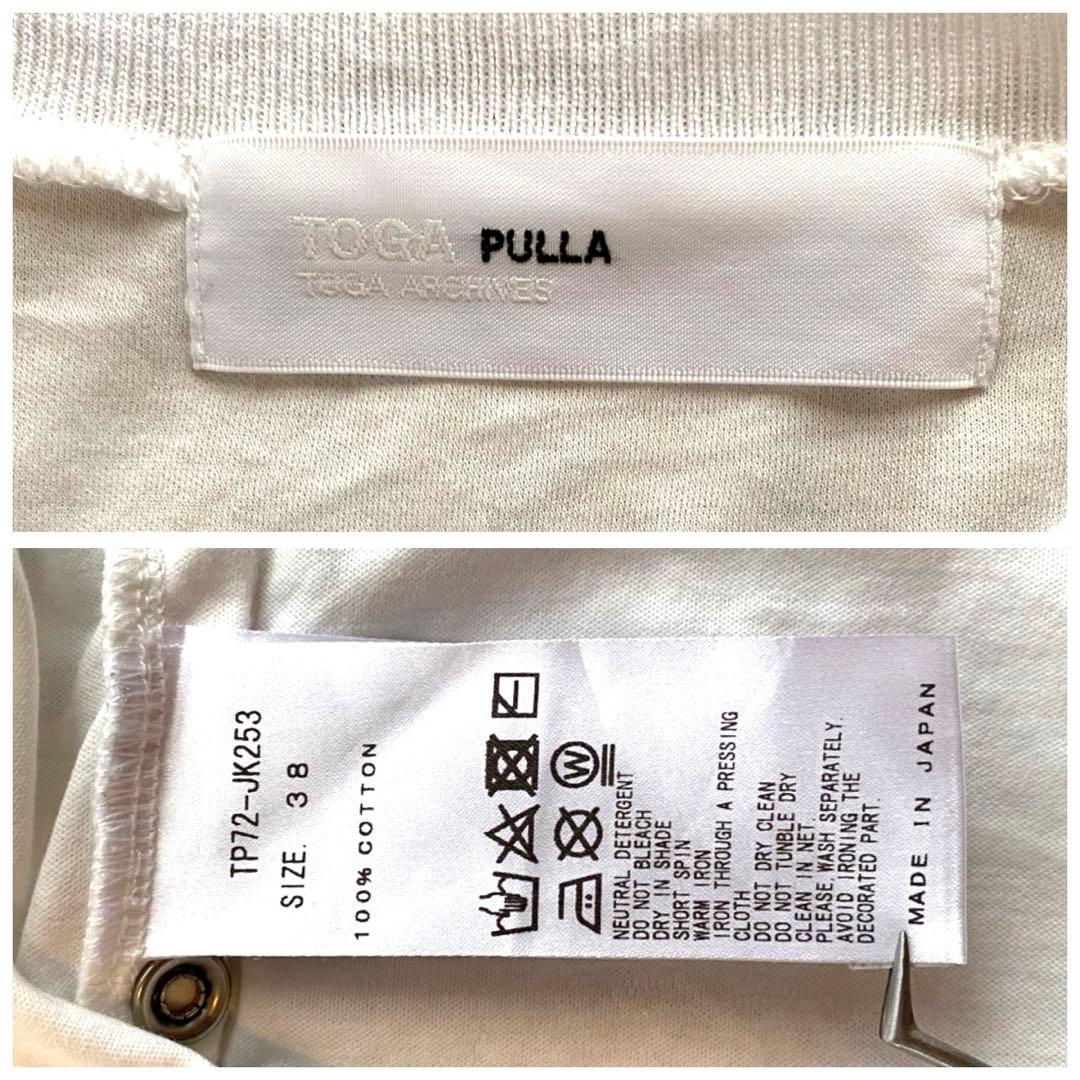 TOGA PULLA
TOGA ARCHIVES
TP72-JK253
SIZE. 38
100% COTTON
W
NEUTRAL DETERGENT
DO NOT BLEACH
DRY IN SHADE
SHORT SPIN
WARM IRON
IRON THROUGH A PRESSING
CLOTH
DO NOT DRY CLEAN
DO NOT TUNBLE DRY
CLEAN IN NET
PLEASE WASH SEPARATELY.
AVOID IRONING THE
DECORATED PART
MADE IN JAPAN